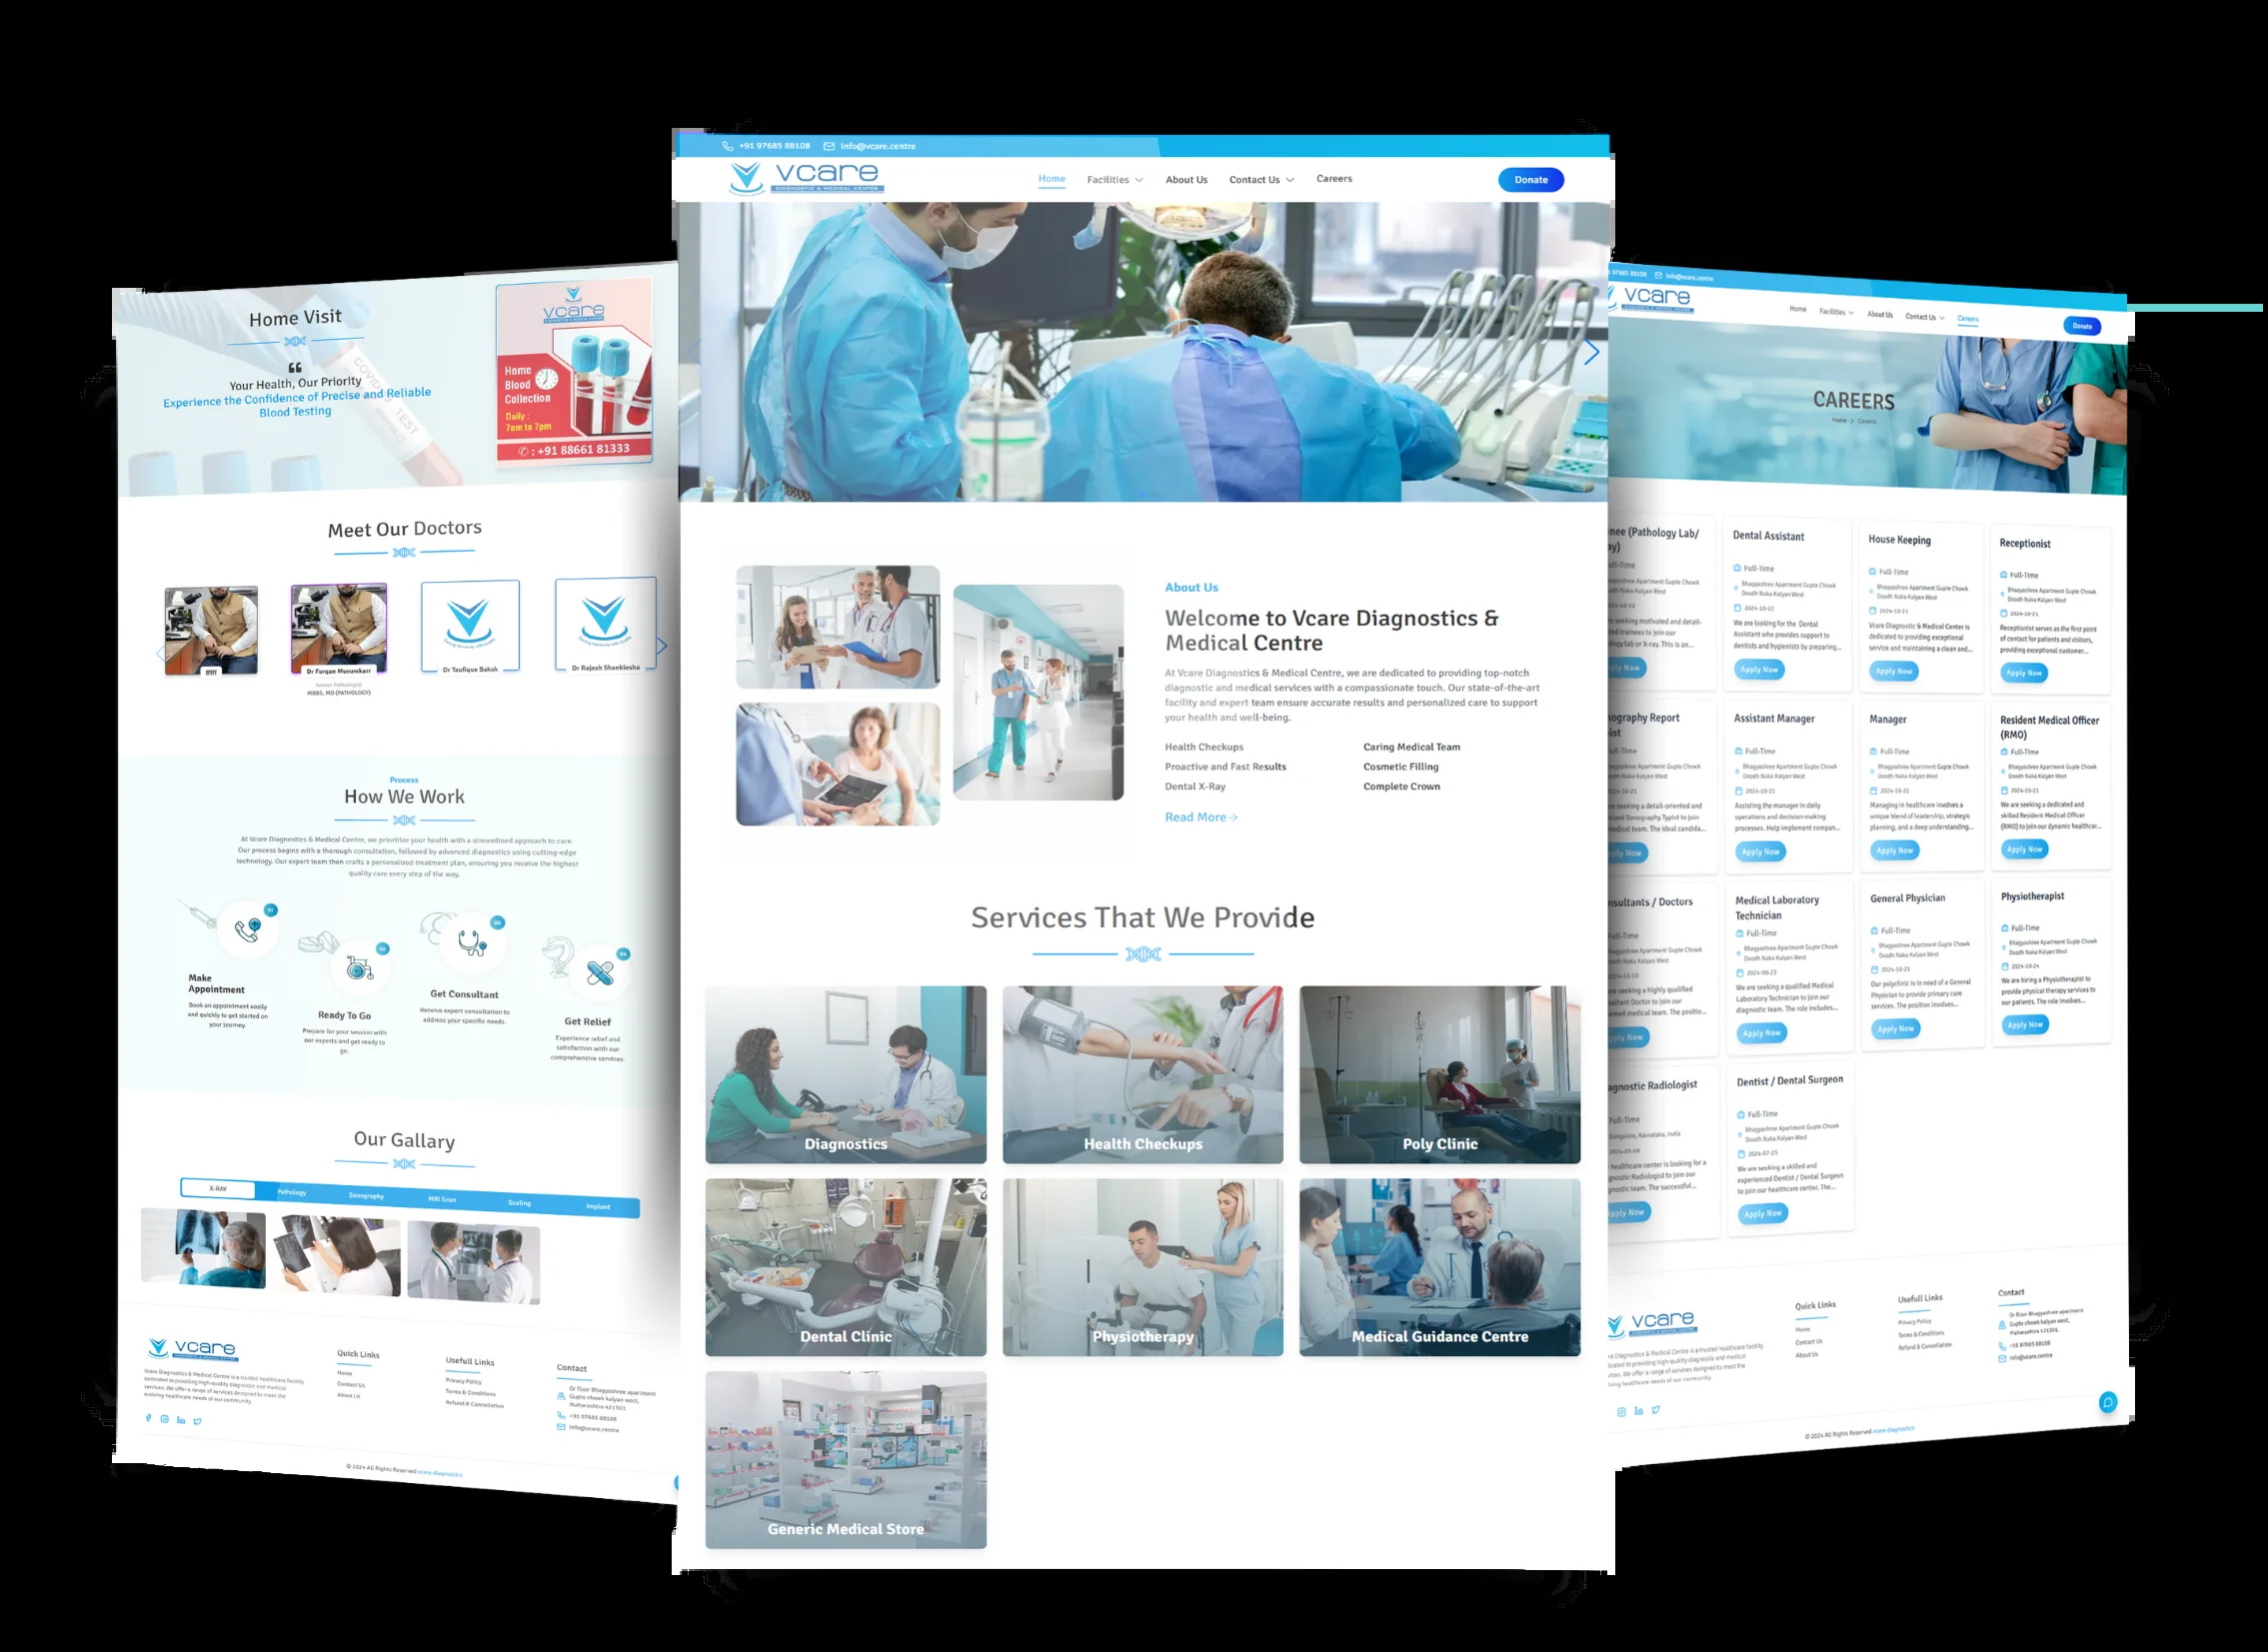 Home Visit
Your Health, Our Priority
Experience the Confidence of Precise and Reliable
Blood Testing
COVID
TEST
vcare
Home
Blood
Collection
Daily :
7am to 7pm
✆ : +91 88661 81333
Meet Our Doctors
Dr Furqan Murumkarr
Senior Pathologist
MBBS, MD (PATHOLOGY)
Dr Taufique Baksh
Dr Rajesh Shanklesha
Process
How We Work
At Vcare Diagnostics & Medical Centre, we prioritize your health with a streamlined approach to care.
Our process begins with a thorough consultation, followed by advanced diagnostics using cutting-edge
technology. Our expert team then crafts a personalized treatment plan, ensuring you receive the highest
quality care every step of the way.
Make
Appointment
Book an appointment easily
and quickly to get started on
your journey.
Ready To Go
Prepare for your session with
our experts and get ready to
go.
Get Consultant
Receive expert consultation to
address your specific needs.
Get Relief
Experience relief and
satisfaction with our
comprehensive services.
Our Gallary
X-RAY Pathology Sonography MRI Scan Scaling Implant
vcare
Vcare Diagnostics & Medical Centre is a trusted healthcare facility
dedicated to providing high-quality diagnostic and medical
services. We offer a range of services designed to meet the
evolving healthcare needs of our community.
Quick Links
Home
Contact Us
About Us
Usefull Links
Privacy Policy
Terms & Conditions
Refund & Cancellation
Contact
Gr floor Bhagyashree apartment
Gupte chowk kalyan west,
Maharashtra 421301.
+91 97685 88108
Info@vcare.centre
© 2024 All Rights Reserved vcare diagnostics
+91 97685 88108 Info@vcare.centre
vcare
DIAGNOSTIC & MEDICAL CENTER
Home Facilities About Us Contact Us Careers Donate
About Us
Welcome to Vcare Diagnostics &
Medical Centre
At Vcare Diagnostics & Medical Centre, we are dedicated to providing top-notch
diagnostic and medical services with a compassionate touch. Our state-of-the-art
facility and expert team ensure accurate results and personalized care to support
your health and well-being.
Health Checkups Caring Medical Team
Proactive and Fast Results Cosmetic Filling
Dental X-Ray Complete Crown
Read More
Services That We Provide
Diagnostics
Health Checkups
Poly Clinic
Dental Clinic
Physiotherapy
Medical Guidance Centre
Generic Medical Store
97685 88108 Info@vcare.centre
vcare
Home Facilities About Us Contact Us Careers Donate
CAREERS
Home > Careers
nee (Pathology Lab/
ull-Time
seeking motivated and detail-
Dental Assistant
Full-Time
Bhagyashree Apartment Gupte Chowk
Doodh Naka Kalyan West
2024-10-22
We are looking for the Dental
Assistant who provides support to
dentists and hygienists by preparing...
Apply Now
House Keeping
Full-Time
Bhagyashree Apartment Gupte Chowk
Doodh Naka Kalyan West
2024-10-21
Vcare Diagnostic & Medical Center is
dedicated to providing exceptional
service and maintaining a clean and...
Apply Now
Receptionist
Full-Time
Bhagyashree Apartment Gupte Chowk
Doodh Naka Kalyan West
2024-10-21
Receptionist serves as the first point
of contact for patients and visitors,
providing exceptional customer...
Apply Now
ography Report
Assistant Manager
Full-Time
Bhagyashree Apartment Gupte Chowk
Doodh Naka Kalyan West
2024-10-21
Assisting the manager in daily
operations and decision-making
processes. Help implement compan...
Apply Now
Manager
Full-Time
Bhagyashree Apartment Gupte Chowk
Doodh Naka Kalyan West
2024-10-21
Managing in healthcare involves a
unique blend of leadership, strategic
planning, and a deep understanding...
Apply Now
Resident Medical Officer
(RMO)
Full-Time
Bhagyashree Apartment Gupte Chowk
Doodh Naka Kalyan West
2024-10-21
We are seeking a dedicated and
skilled Resident Medical Officer
(RMO) to join our dynamic healthcar...
Apply Now
nsultants / Doctors
Medical Laboratory
Technician
Full-Time
Bhagyashree Apartment Gupte Chowk
Doodh Naka Kalyan West
2024-09-23
We are seeking a qualified Medical
Laboratory Technician to join our
diagnostic team. The role includes...
Apply Now
General Physician
Full-Time
Bhagyashree Apartment Gupte Chowk
Doodh Naka Kalyan West
2024-10-21
Our polyclinic is in need of a General
Physician to provide primary care
services. The position involves...
Apply Now
Physiotherapist
Full-Time
Bhagyashree Apartment Gupte Chowk
Doodh Naka Kalyan West
2024-10-24
We are hiring a Physiotherapist to
provide physical therapy services to
our patients. The role involves...
Apply Now
agnostic Radiologist
Full-Time
Bangalore, Karnataka, India
healthcare center is looking for a
gnostic Radiologist to join our
gnostic team. The successful...
Dentist / Dental Surgeon
Full-Time
Bhagyashree Apartment Gupte Chowk
Doodh Naka Kalyan West
2024-07-25
We are seeking a skilled and
experienced Dentist / Dental Surgeon
to join our healthcare center. The...
Apply Now
vcare
Quick Links
Home
Contact Us
About Us
Usefull Links
Privacy Policy
Terms & Conditions
Refund & Cancellation
Contact
Gr floor Bhagyashree apartment
Gupte chowk kalyan west,
Maharashtra 421301.
+91 97685 88108
Info@vcare.centre
© 2024 All Rights Reserved vcare diagnostics